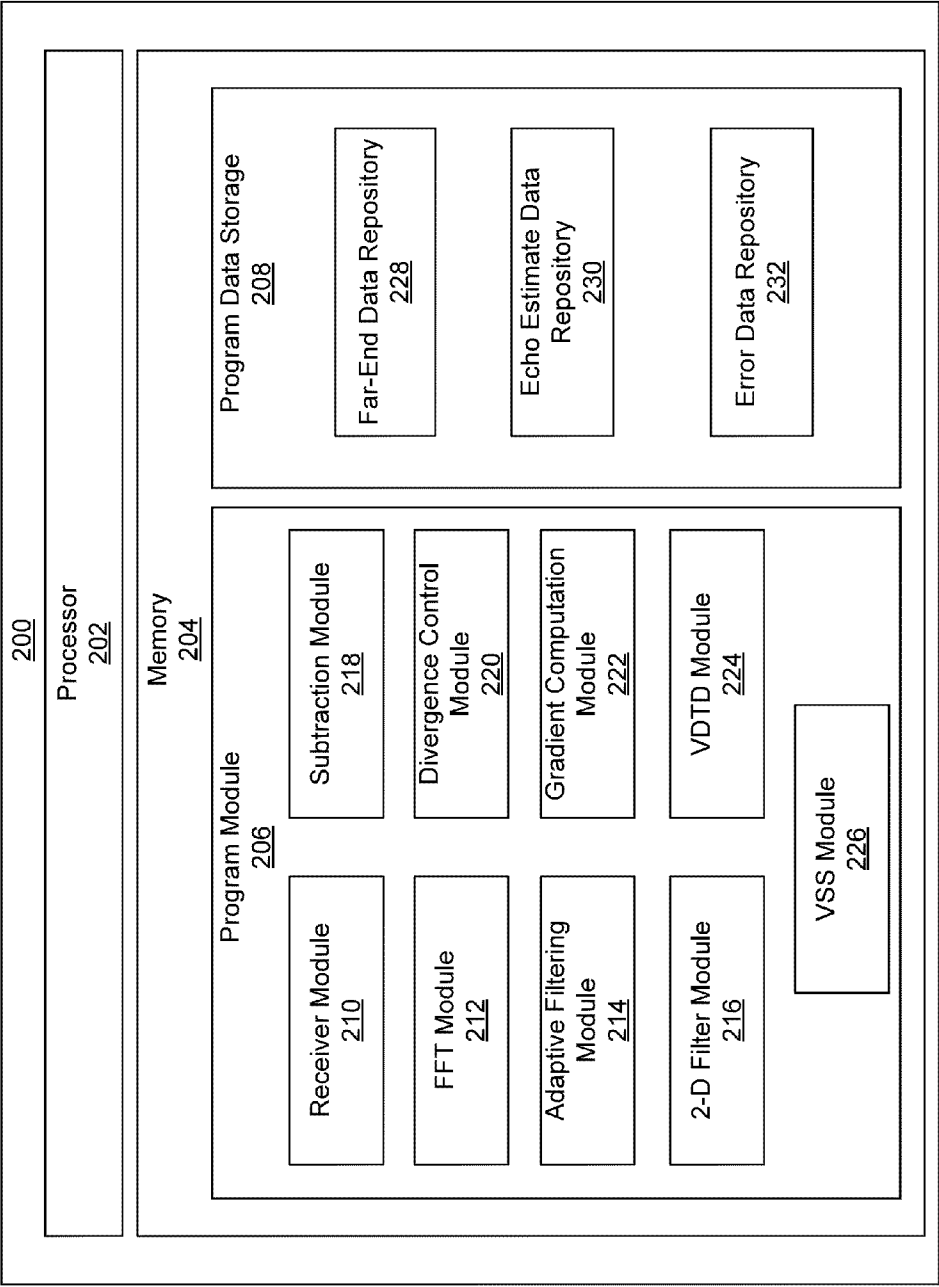 200
Processor
202
Memory
204
Program Module
206
Receiver Module
210
Subtraction Module
218
FFT Module
212
Divergence Control
Module
220
Adaptive Filtering
Module
214
Gradient Computation
Module
222
2-D Filter Module
216
VDTD Module
224
VSS Module
226
Program Data Storage
208
Far-End Data Repository
228
Echo Estimate Data
Repository
230
Error Data Repository
232